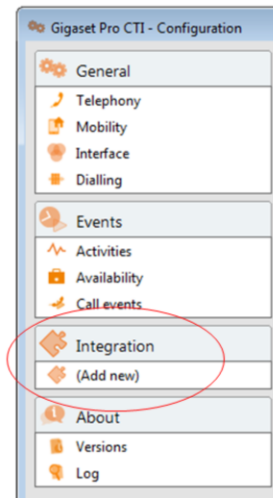 Gigaset Pro CTI - Configuration
General
Telephony
Mobility
Interface
Dialling
Events
Activities
Availability
Call events
Integration
(Add new)
About
Versions
Log